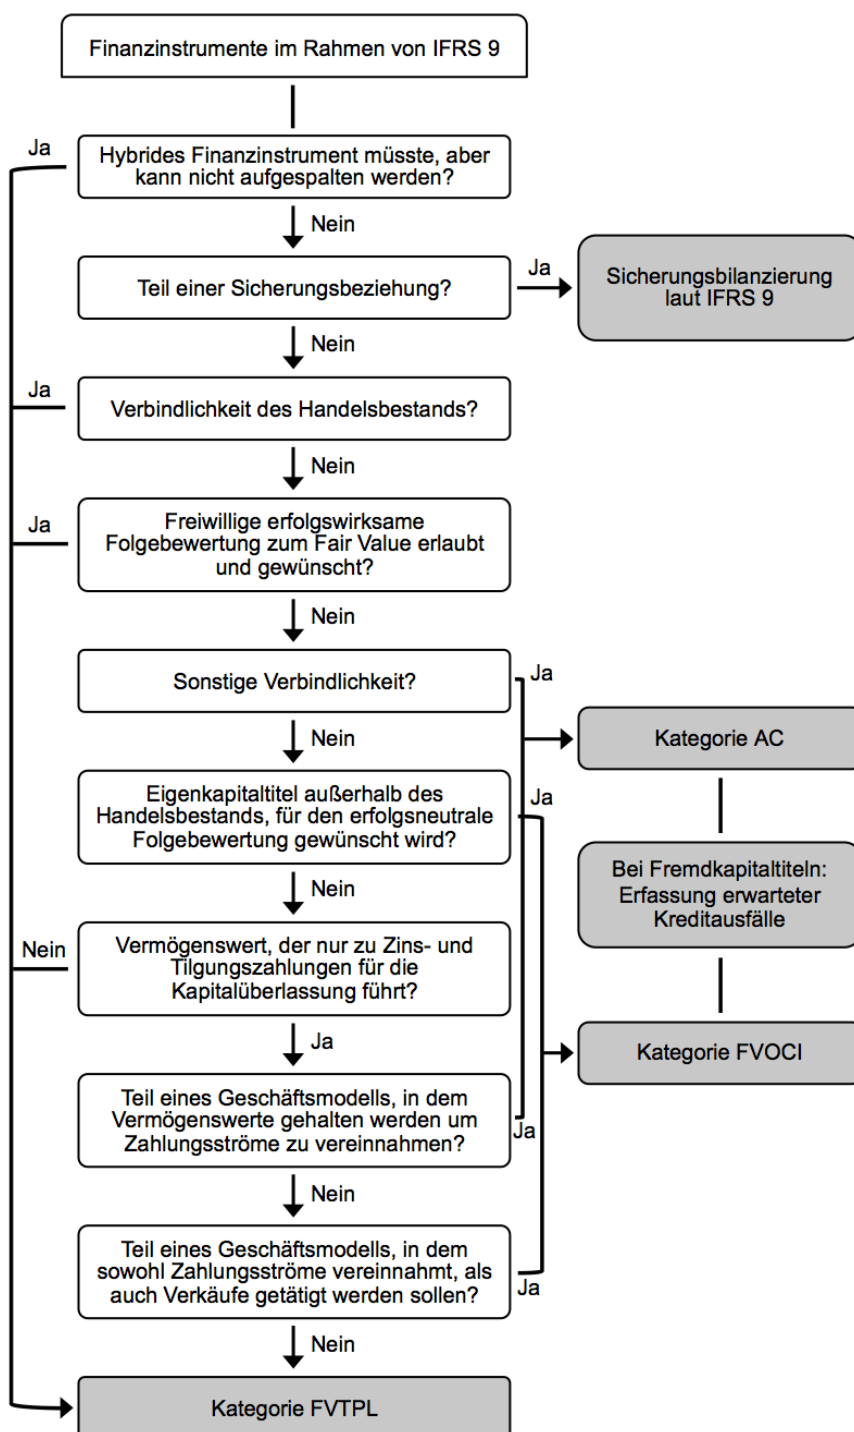 Finanzinstrumente im Rahmen von IFRS 9
Ja
Hybrides Finanzinstrument müsste, aber
kann nicht aufgespalten werden?
Nein
Teil einer Sicherungsbeziehung?
Ja
Sicherungsbilanzierung
laut IFRS 9
Nein
Ja
Verbindlichkeit des Handelsbestands?
Nein
Ja
Freiwillige erfolgswirksame
Folgebewertung zum Fair Value erlaubt
und gewünscht?
Nein
Sonstige Verbindlichkeit?
Ja
Nein
Kategorie AC
Eigenkapitaltitel außerhalb des
Handelsbestands, für den erfolgsneutrale
Folgebewertung gewünscht wird?
Ja
Bei Fremdkapitaltiteln:
Erfassung erwarteter
Kreditausfälle
Nein
Nein
Vermögenswert, der nur zu Zins- und
Tilgungszahlungen für die
Kapitalüberlassung führt?
Ja
Kategorie FVOCI
Teil eines Geschäftsmodells, in dem
Vermögenswerte gehalten werden um
Zahlungsströme zu vereinnahmen?
Ja
Nein
Teil eines Geschäftsmodells, in dem
sowohl Zahlungsströme vereinnahmt, als
auch Verkäufe getätigt werden sollen?
Ja
Nein
Kategorie FVTPL